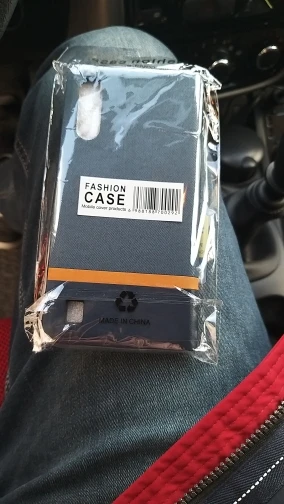 FASHION
CASE
Mobile cover products
MADE IN CHINA